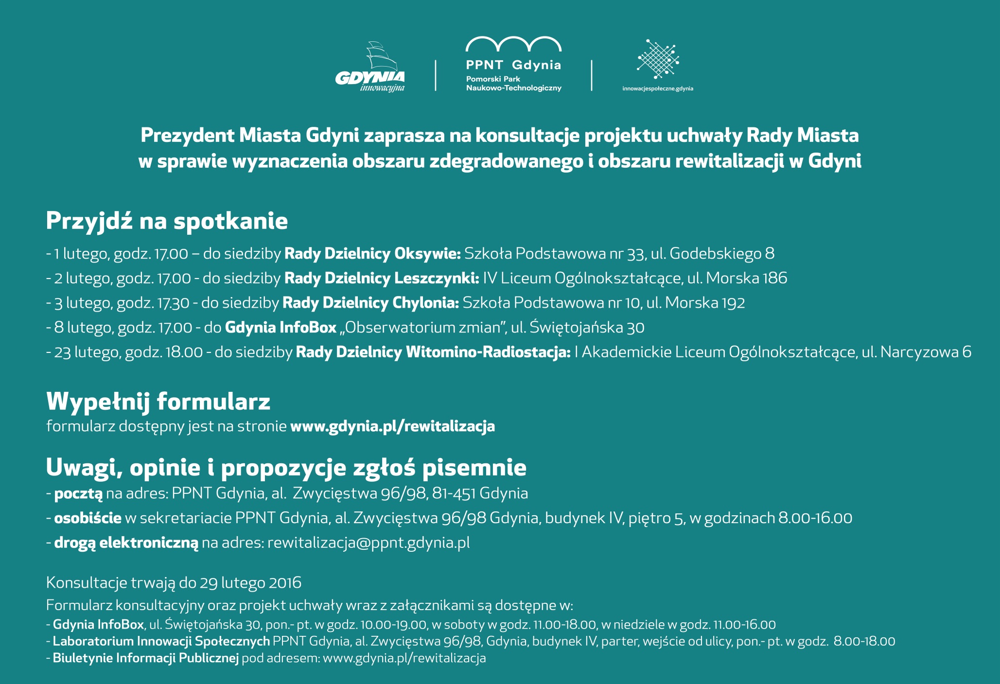 GDYNIA
innowacyjna
PPNT Gdynia
Pomorski Park
Naukowo-Technologiczny
innowacjespołeczne.gdynia
Prezydent Miasta Gdyni zaprasza na konsultacje projektu uchwały Rady Miasta
w sprawie wyznaczenia obszaru zdegradowanego i obszaru rewitalizacji w Gdyni
Przyjdź na spotkanie
- 1 lutego, godz. 17.00 – do siedziby Rady Dzielnicy Oksywie: Szkoła Podstawowa nr 33, ul. Godebskiego 8
- 2 lutego, godz. 17.00 - do siedziby Rady Dzielnicy Leszczynki: IV Liceum Ogólnokształcące, ul. Morska 186
- 3 lutego, godz. 17.30 - do siedziby Rady Dzielnicy Chylonia: Szkoła Podstawowa nr 10, ul. Morska 192
- 8 lutego, godz. 17.00 - do Gdynia InfoBox „Obserwatorium zmian”, ul. Świętojańska 30
- 23 lutego, godz. 18.00 - do siedziby Rady Dzielnicy Witomino-Radiostacja: I Akademickie Liceum Ogólnokształcące, ul. Narcyzowa 6
Wypełnij formularz
formularz dostępny jest na stronie www.gdynia.pl/rewitalizacja
Uwagi, opinie i propozycje zgłoś pisemnie
- pocztą na adres: PPNT Gdynia, al. Zwycięstwa 96/98, 81-451 Gdynia
- osobiście w sekretariacie PPNT Gdynia, al. Zwycięstwa 96/98 Gdynia, budynek IV, piętro 5, w godzinach 8.00-16.00
- drogą elektroniczną na adres: rewitalizacja@ppnt.gdynia.pl
Konsultacje trwają do 29 lutego 2016
Formularz konsultacyjny oraz projekt uchwały wraz z załącznikami są dostępne w:
- Gdynia InfoBox, ul. Świętojańska 30, pon.- pt. w godz. 10.00-19.00, w soboty w godz. 11.00-18.00, w niedziele w godz. 11.00-16.00
- Laboratorium Innowacji Społecznych PPNT Gdynia, al. Zwycięstwa 96/98, Gdynia, budynek IV, parter, wejście od ulicy, pon.- pt. w godz. 8.00-18.00
- Biuletynie Informacji Publicznej pod adresem: www.gdynia.pl/rewitalizacja